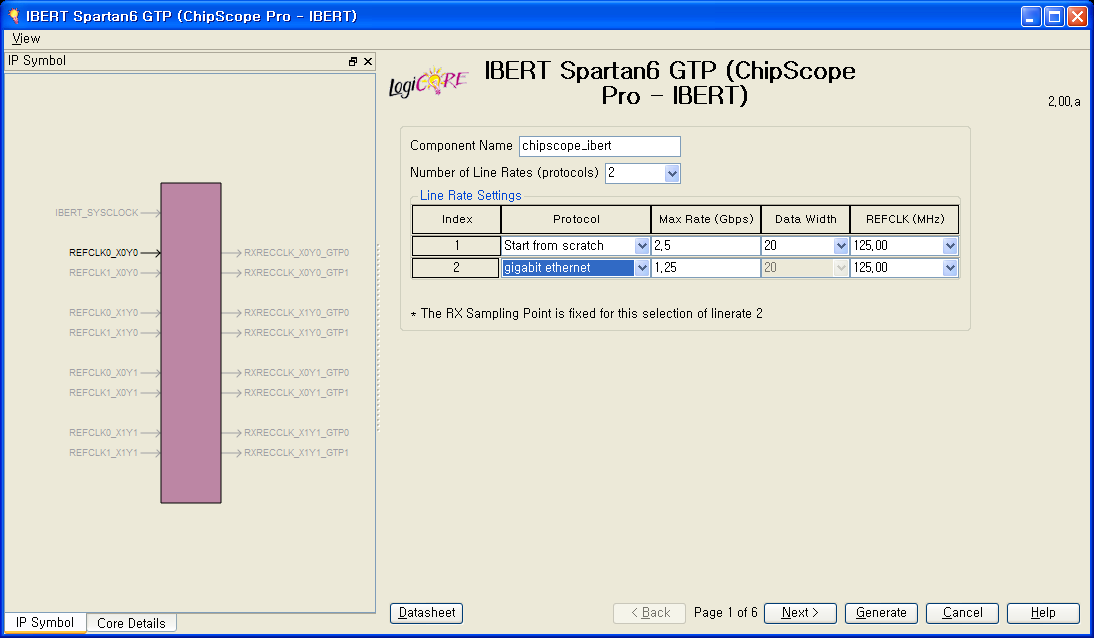 IBERT Spartan6 GTP (ChipScope Pro - IBERT)
View
IP Symbol
IBERT_SYSCLOCK
REFCLK0_X0Y0
RXRECCLK_X0Y0_GTP0
REFCLK1_X0Y0
RXRECCLK_X0Y0_GTP1
REFCLK0_X1Y0
RXRECCLK_X1Y0_GTP0
REFCLK1_X1Y0
RXRECCLK_X1Y0_GTP1
REFCLK0_X0Y1
RXRECCLK_X0Y1_GTP0
REFCLK1_X0Y1
RXRECCLK_X0Y1_GTP1
REFCLK0_X1Y1
RXRECCLK_X1Y1_GTP0
REFCLK1_X1Y1
RXRECCLK_X1Y1_GTP1
IP Symbol
Core Details
LogiCORE
IBERT Spartan6 GTP (ChipScope
Pro - IBERT)
2,00,a
Component Name chipscope_ibert
Number of Line Rates (protocols) 2
Line Rate Settings
Index Protocol Max Rate (Gbps) Data Width REFCLK (MHz)
1 Start from scratch 2,5 20 125,00
2 gigabit ethernet 1,25 20 125,00
* The RX Sampling Point is fixed for this selection of linerate 2
Datasheet
< Back
Page 1 of 6
Next >
Generate
Cancel
Help